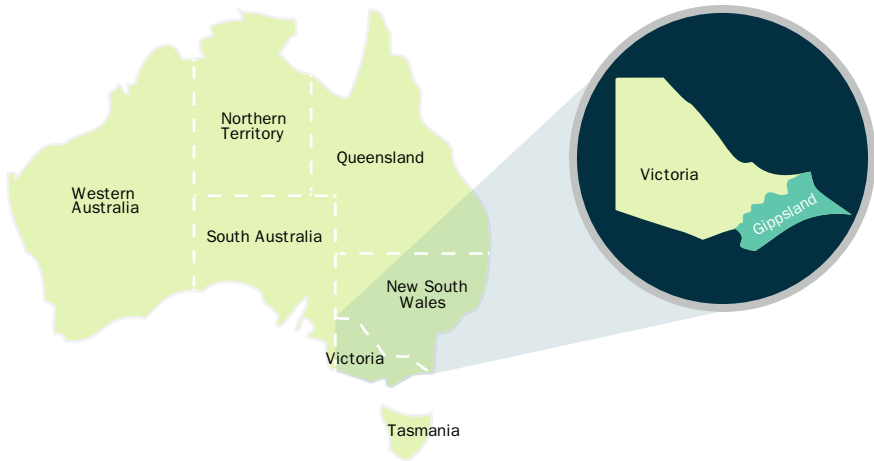 Northern
Territory
Queensland
Western
Australia
South Australia
New South
Wales
Victoria
Tasmania
Victoria
Gippsland